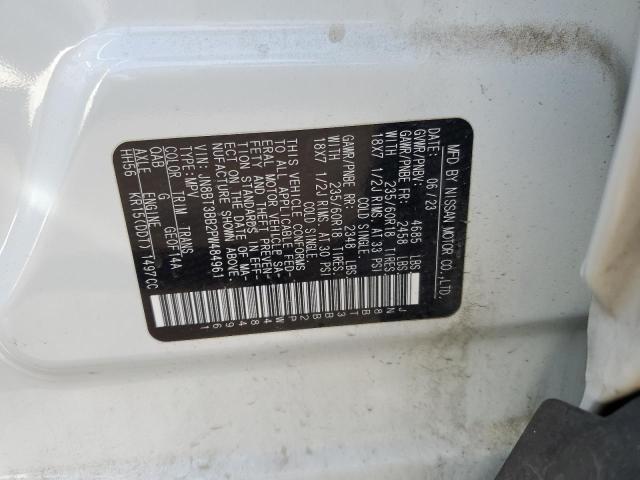 MFD BY NISSAN MOTOR CO.,LTD.
DATE: 06/23
GVWR/PNBV: 4685 LBS
GAWR/PNBE FR: 2458 LBS
WITH 235/60R18 TIRES,
18X7 1/2J RIMS, AT 33 PSI
COLD SINGLE.
GAWR/PNBE RR: 2348 LBS
WITH 235/60R18 TIRES,
18X7 1/2J RIMS, AT 30 PSI
COLD SINGLE.
THIS VEHICLE CONFORMS
TO ALL APPLICABLE FED-
ERAL MOTOR VEHICLE SA-
FETY AND THEFT PREVEN-
TION STANDARDS IN EFF-
ECT ON THE DATE OF MA-
NUFACTURE SHOWN ABOVE.
VIN:JN8BT3BB2PW484961
TYPE:MPV
COLOR TRIM TRANS
QAB G GE0F14A
AXLE ENGINE
HH56 KR15(DDT)1497CC
JN8BT3BB2PW484961